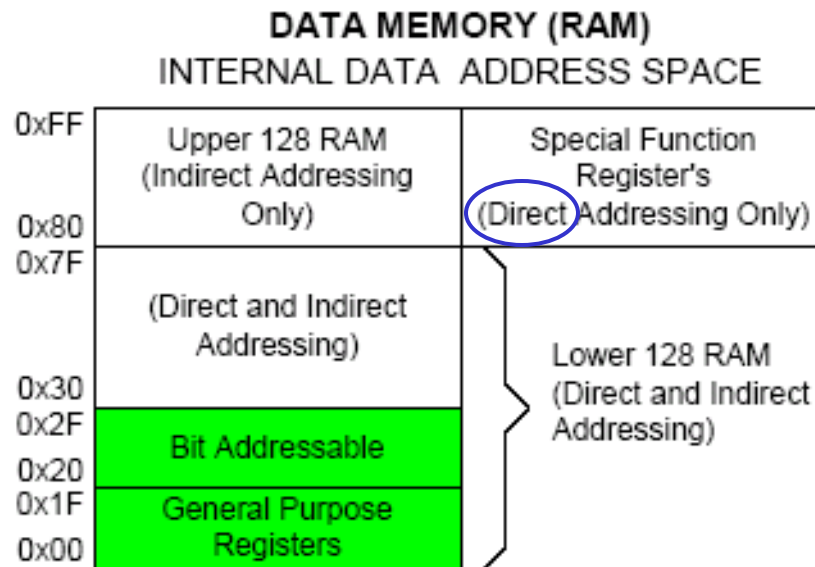 DATA MEMORY (RAM)
INTERNAL DATA ADDRESS SPACE
0xFF
Upper 128 RAM
(Indirect Addressing
Only)
0x80
Special Function
Register's
(Direct Addressing Only)
0x7F
(Direct and Indirect
Addressing)
0x30
Lower 128 RAM
(Direct and Indirect
Addressing)
0x2F
Bit Addressable
0x20
0x1F
General Purpose
Registers
0x00